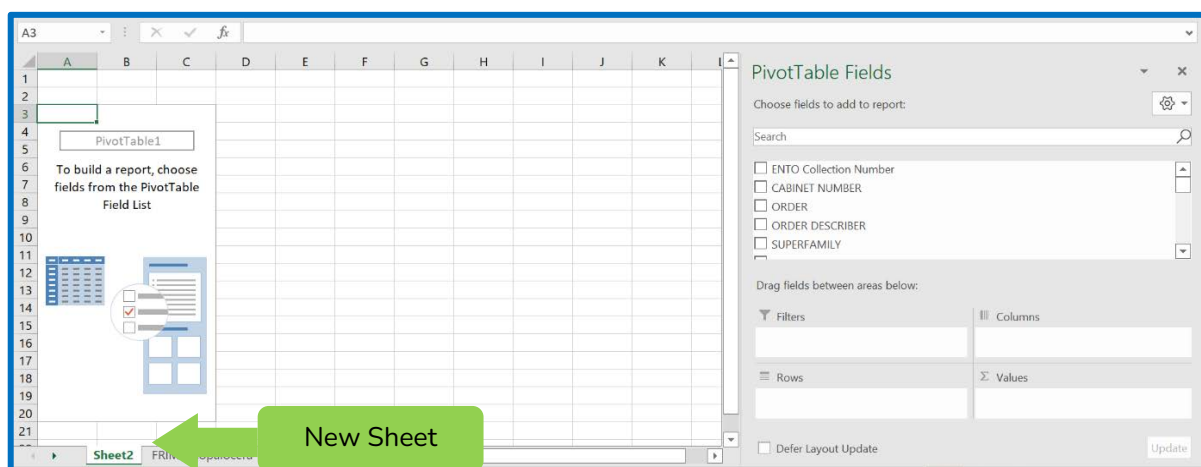 A3
fx
A B C D E F G H I J K
1
2
3
4
5
6
7
8
9
10
11
12
13
14
15
16
17
18
19
20
21
PivotTable1
To build a report, choose
fields from the PivotTable
Field List
Sheet2
New Sheet
PivotTable Fields
Choose fields to add to report:
Search
ENTO Collection Number
CABINET NUMBER
ORDER
ORDER DESCRIBER
SUPERFAMILY
Drag fields between areas below:
Filters
Columns
Rows
Σ Values
Defer Layout Update
Update